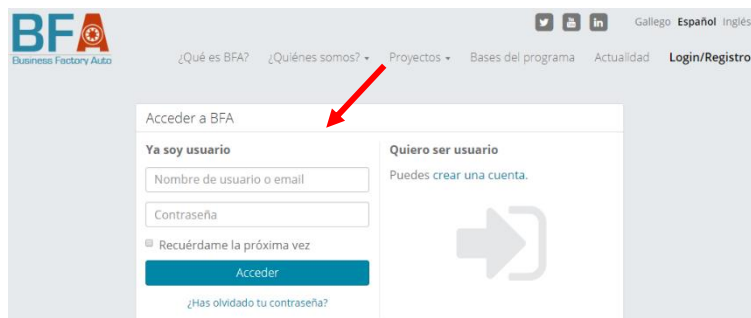 BFA
Business Factory Auto
Gallego Español Inglés
¿Qué es BFA? ¿Quiénes somos? Proyectos Bases del programa Actualidad Login/Registro
Acceder a BFA
Ya soy usuario
Nombre de usuario o email
Contraseña
Recuérdame la próxima vez
Acceder
¿Has olvidado tu contraseña?
Quiero ser usuario
Puedes crear una cuenta.